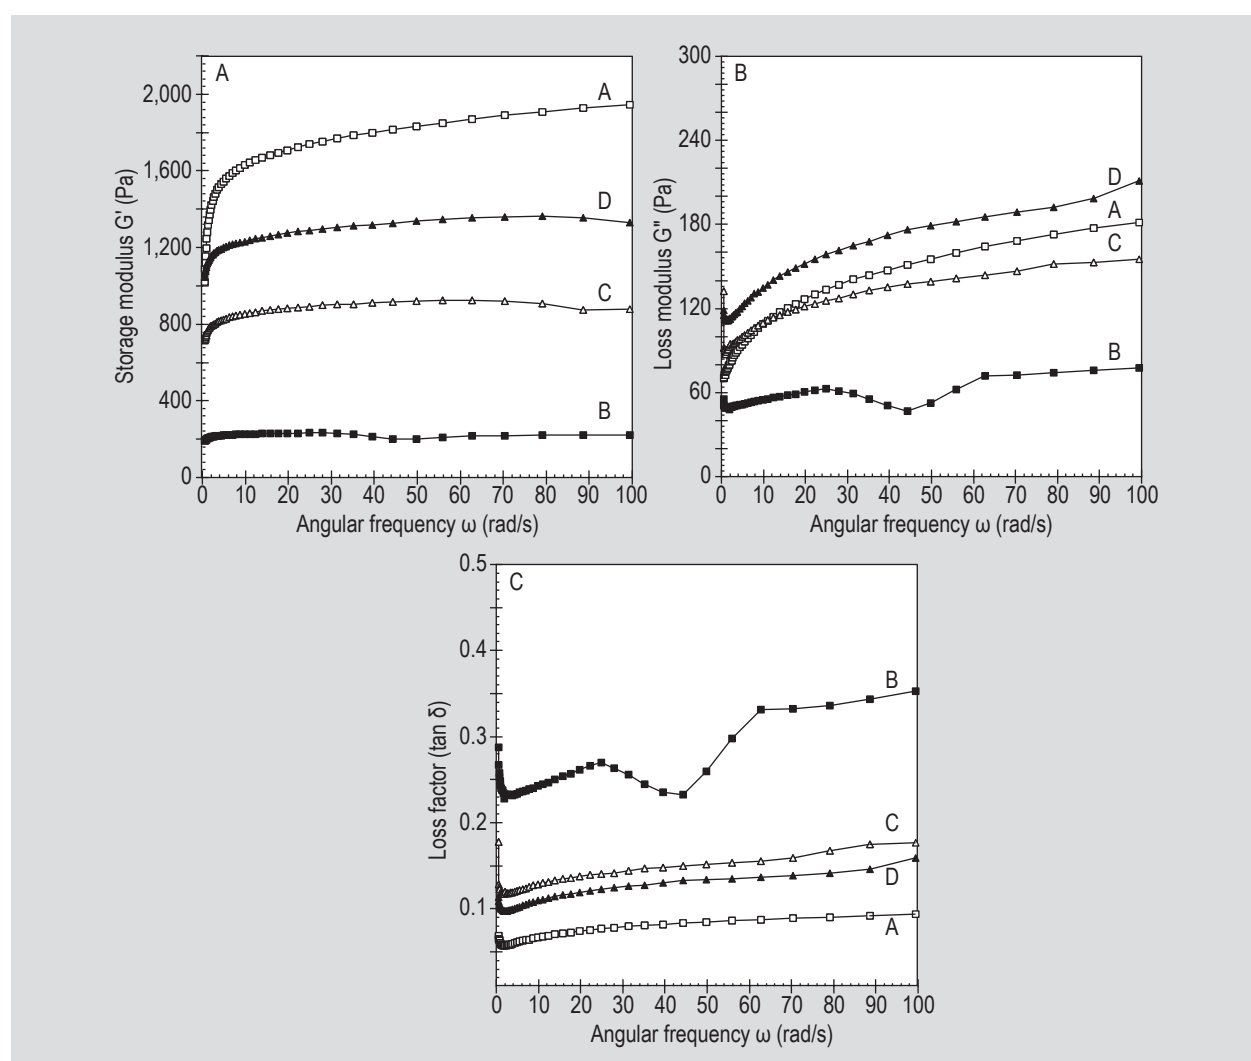 A
2,000
1,600
1,200
800
400
0
A
D
C
B
0 10 20 30 40 50 60 70 80 90 100
Angular frequency ω (rad/s)
Storage modulus G' (Pa)
B
300
240
180
120
60
0
D
A
C
B
0 10 20 30 40 50 60 70 80 90 100
Angular frequency ω (rad/s)
Loss modulus G" (Pa)
C
0.5
0.4
0.3
0.2
0.1
B
C
D
A
0 10 20 30 40 50 60 70 80 90 100
Angular frequency ω (rad/s)
Loss factor (tan δ)